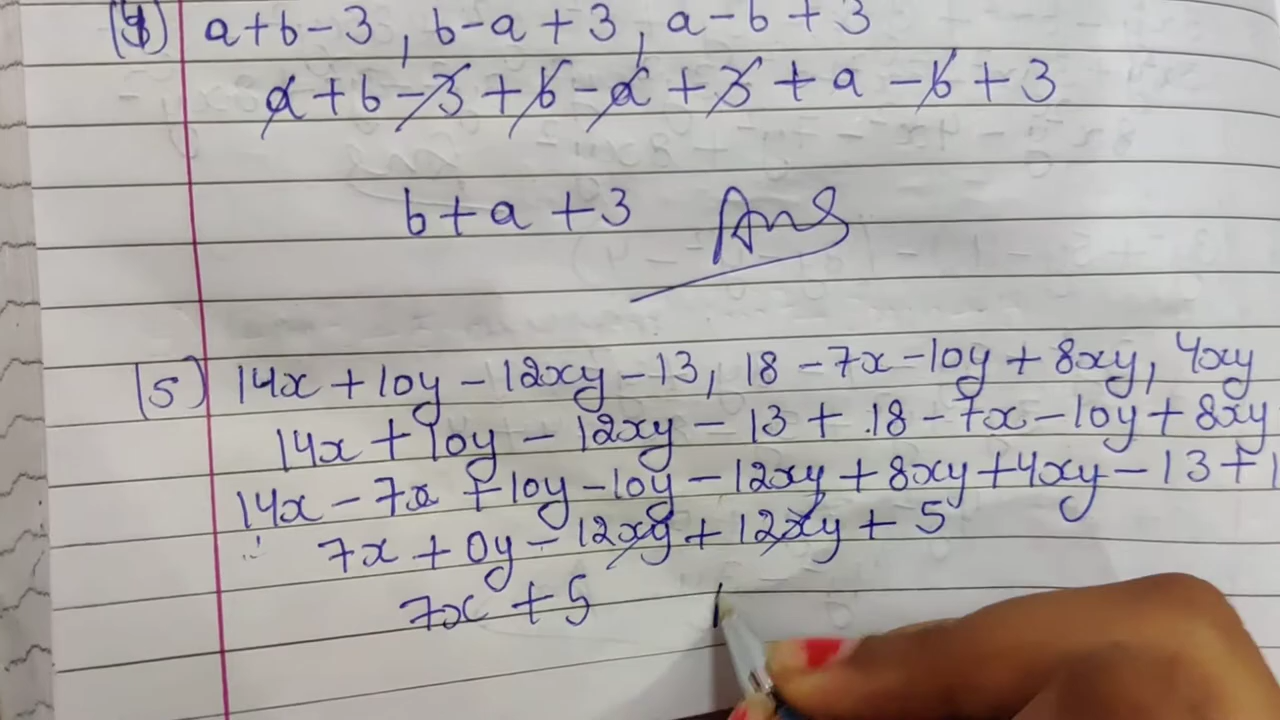 (4) a+b-3, b-a+3, a-b+3
a+b-3+b-a+3+a-b+3
b+a+3 Ans
(5) 14x+10y-12xy-13, 18-7x-10y+8xy, 4xy
14x+10y-12xy-13+18-7x-10y+8xy
14x-7x+10y-10y-12xy+8xy+4xy-13+1
7x+0y-12xy+12xy+5
7x+5